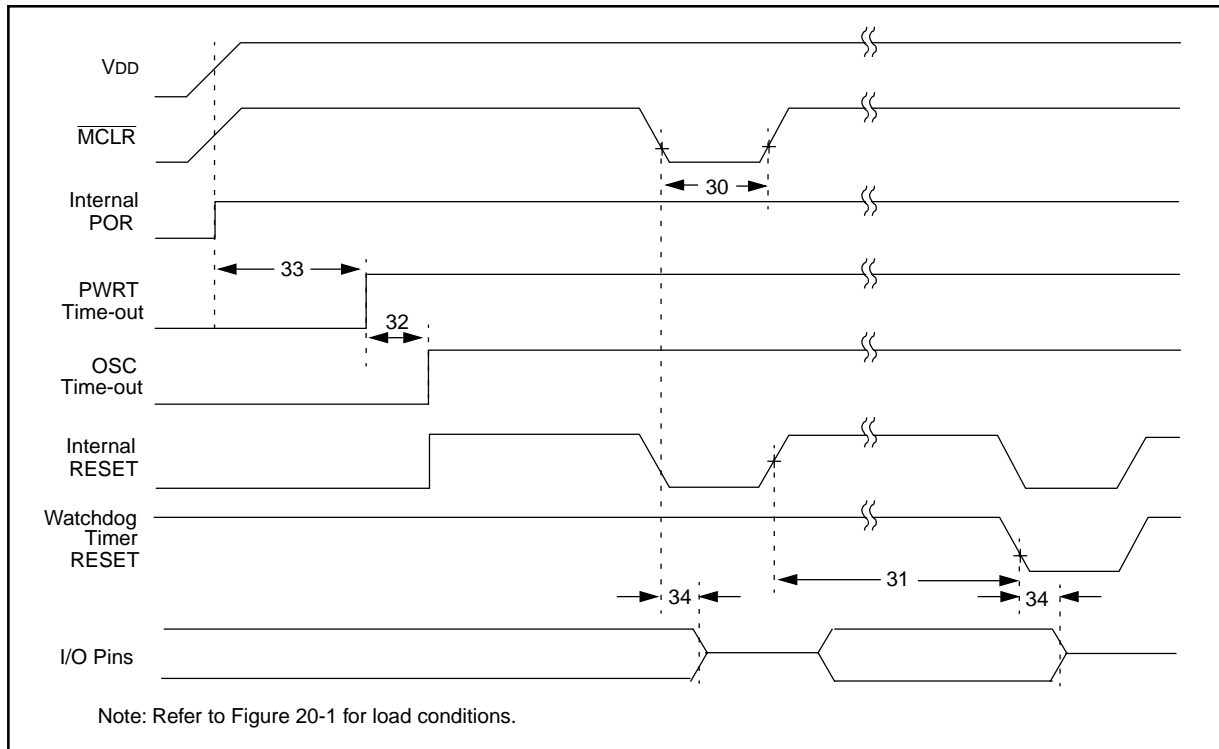 VDD
MCLR
30
Internal
POR
33
PWRT
Time-out
32
OSC
Time-out
Internal
RESET
Watchdog
Timer
RESET
31
34
34
I/O Pins
Note: Refer to Figure 20-1 for load conditions.